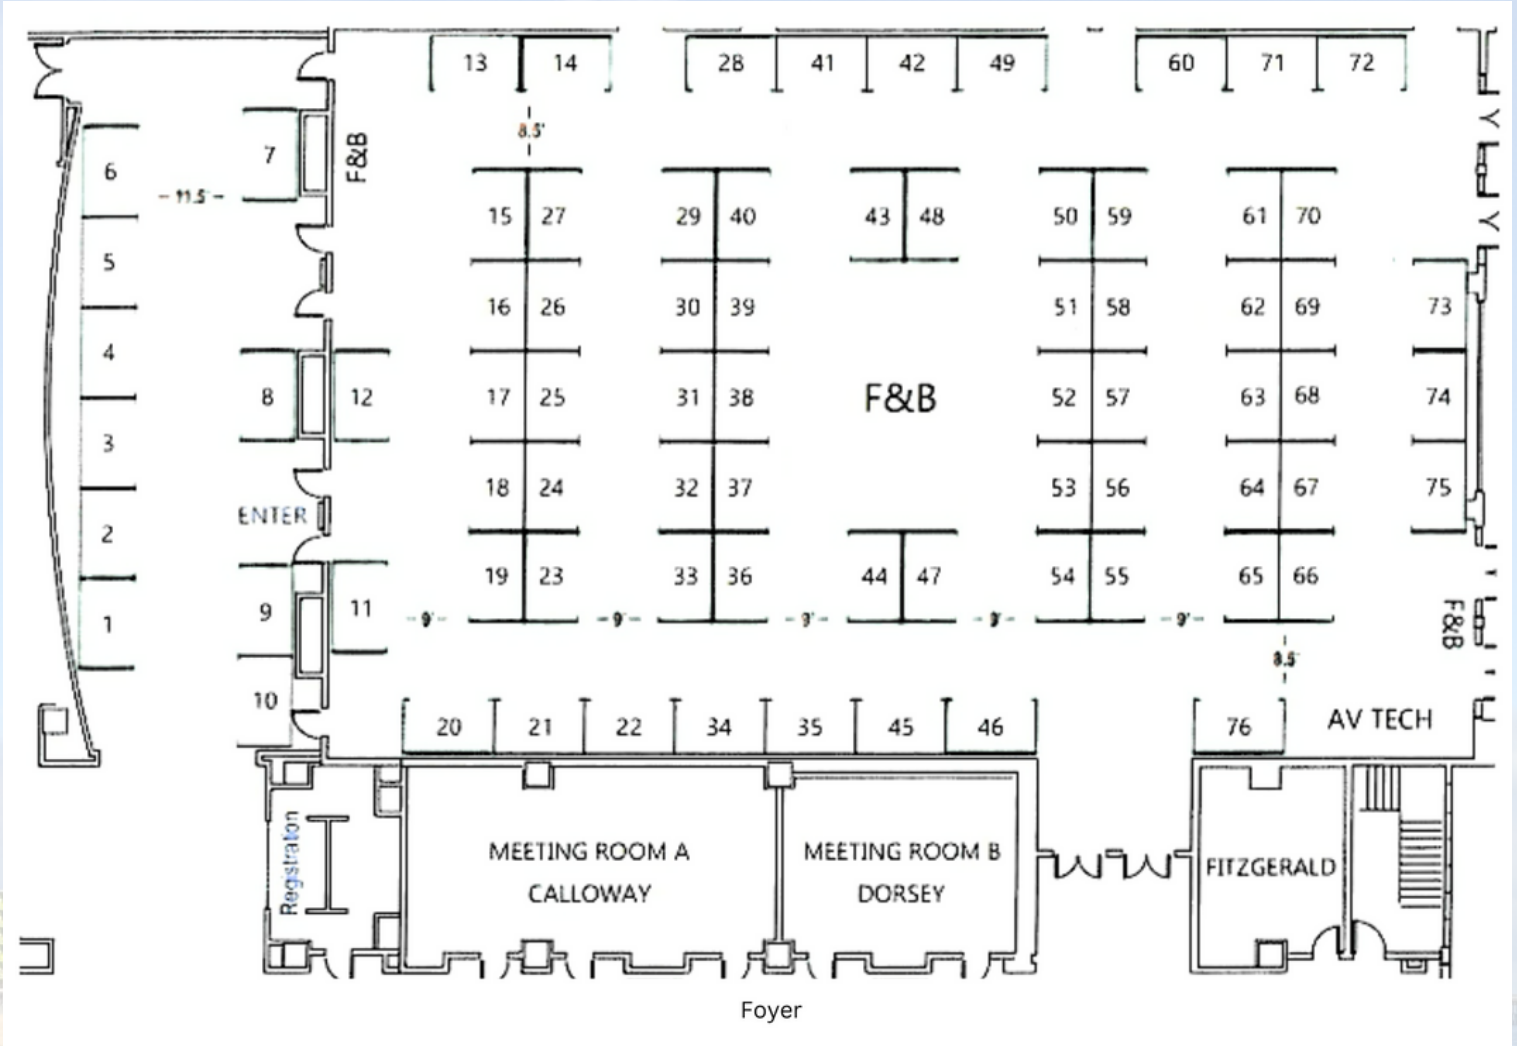 13 14 28 41 42 49 60 71 72
8.5'
F&B
6 7
11.5'
15 27 29 40 43 48 50 59 61 70
5
16 26 30 39 51 58 62 69 73
4
8 12 17 25 31 38 F&B 52 57 63 68 74
3
18 24 32 37 53 56 64 67 75
ENTER
2
19 23 33 36 44 47 54 55 65 66
9 11
1
9' 9' 9' 9' 9'
F&B
8.5'
10
20 21 22 34 35 45 46 76 AV TECH
Registration
MEETING ROOM A
CALLOWAY
MEETING ROOM B
DORSEY
FITZGERALD
Foyer